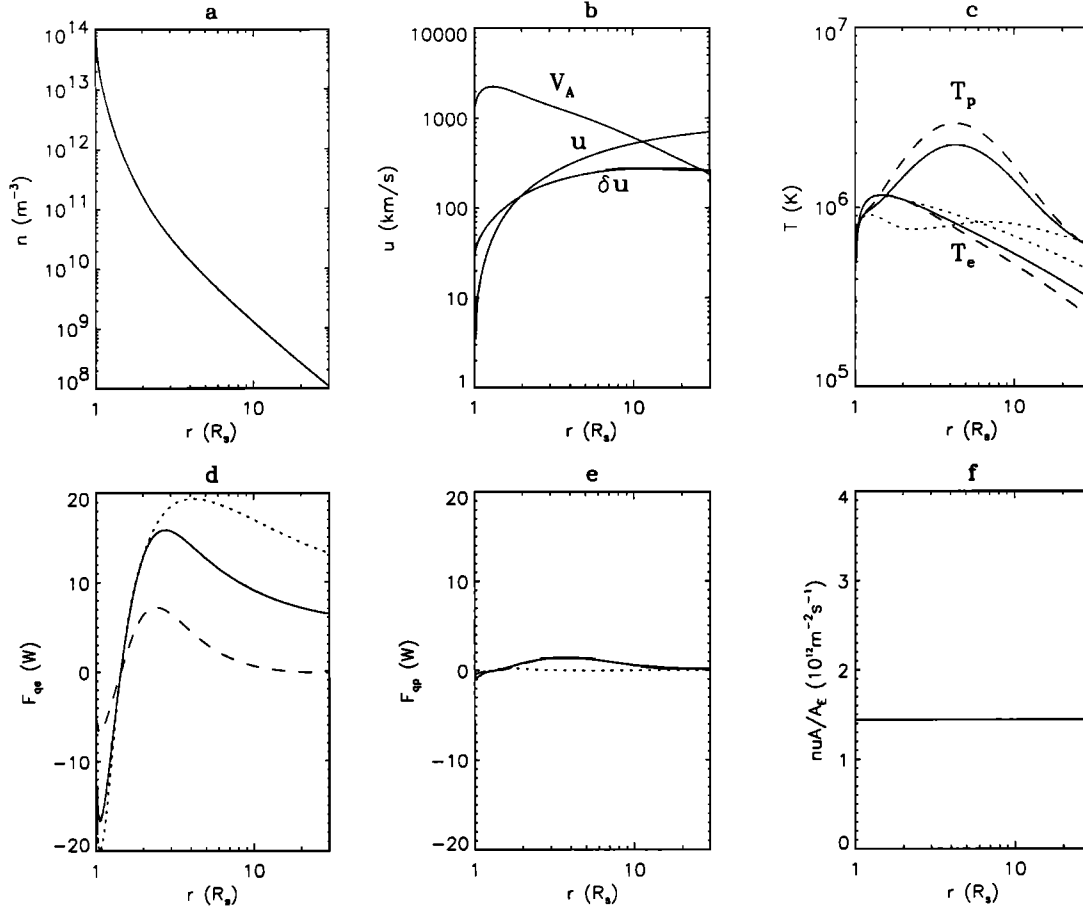 a
10^14
10^13
10^12
10^11
10^10
10^9
10^8
n (m^-3)
1
10
r (R_s)
b
10000
1000
100
10
1
u (km/s)
V_A
u
δu
1
10
r (R_s)
c
10^7
10^6
10^5
T (K)
T_p
T_e
1
10
r (R_s)
d
20
10
0
-10
-20
F_qe (W)
1
10
r (R_s)
e
20
10
0
-10
-20
F_qp (W)
1
10
r (R_s)
f
4
3
2
1
0
nuA/A_E (10^12 m^-2 s^-1)
1
10
r (R_s)